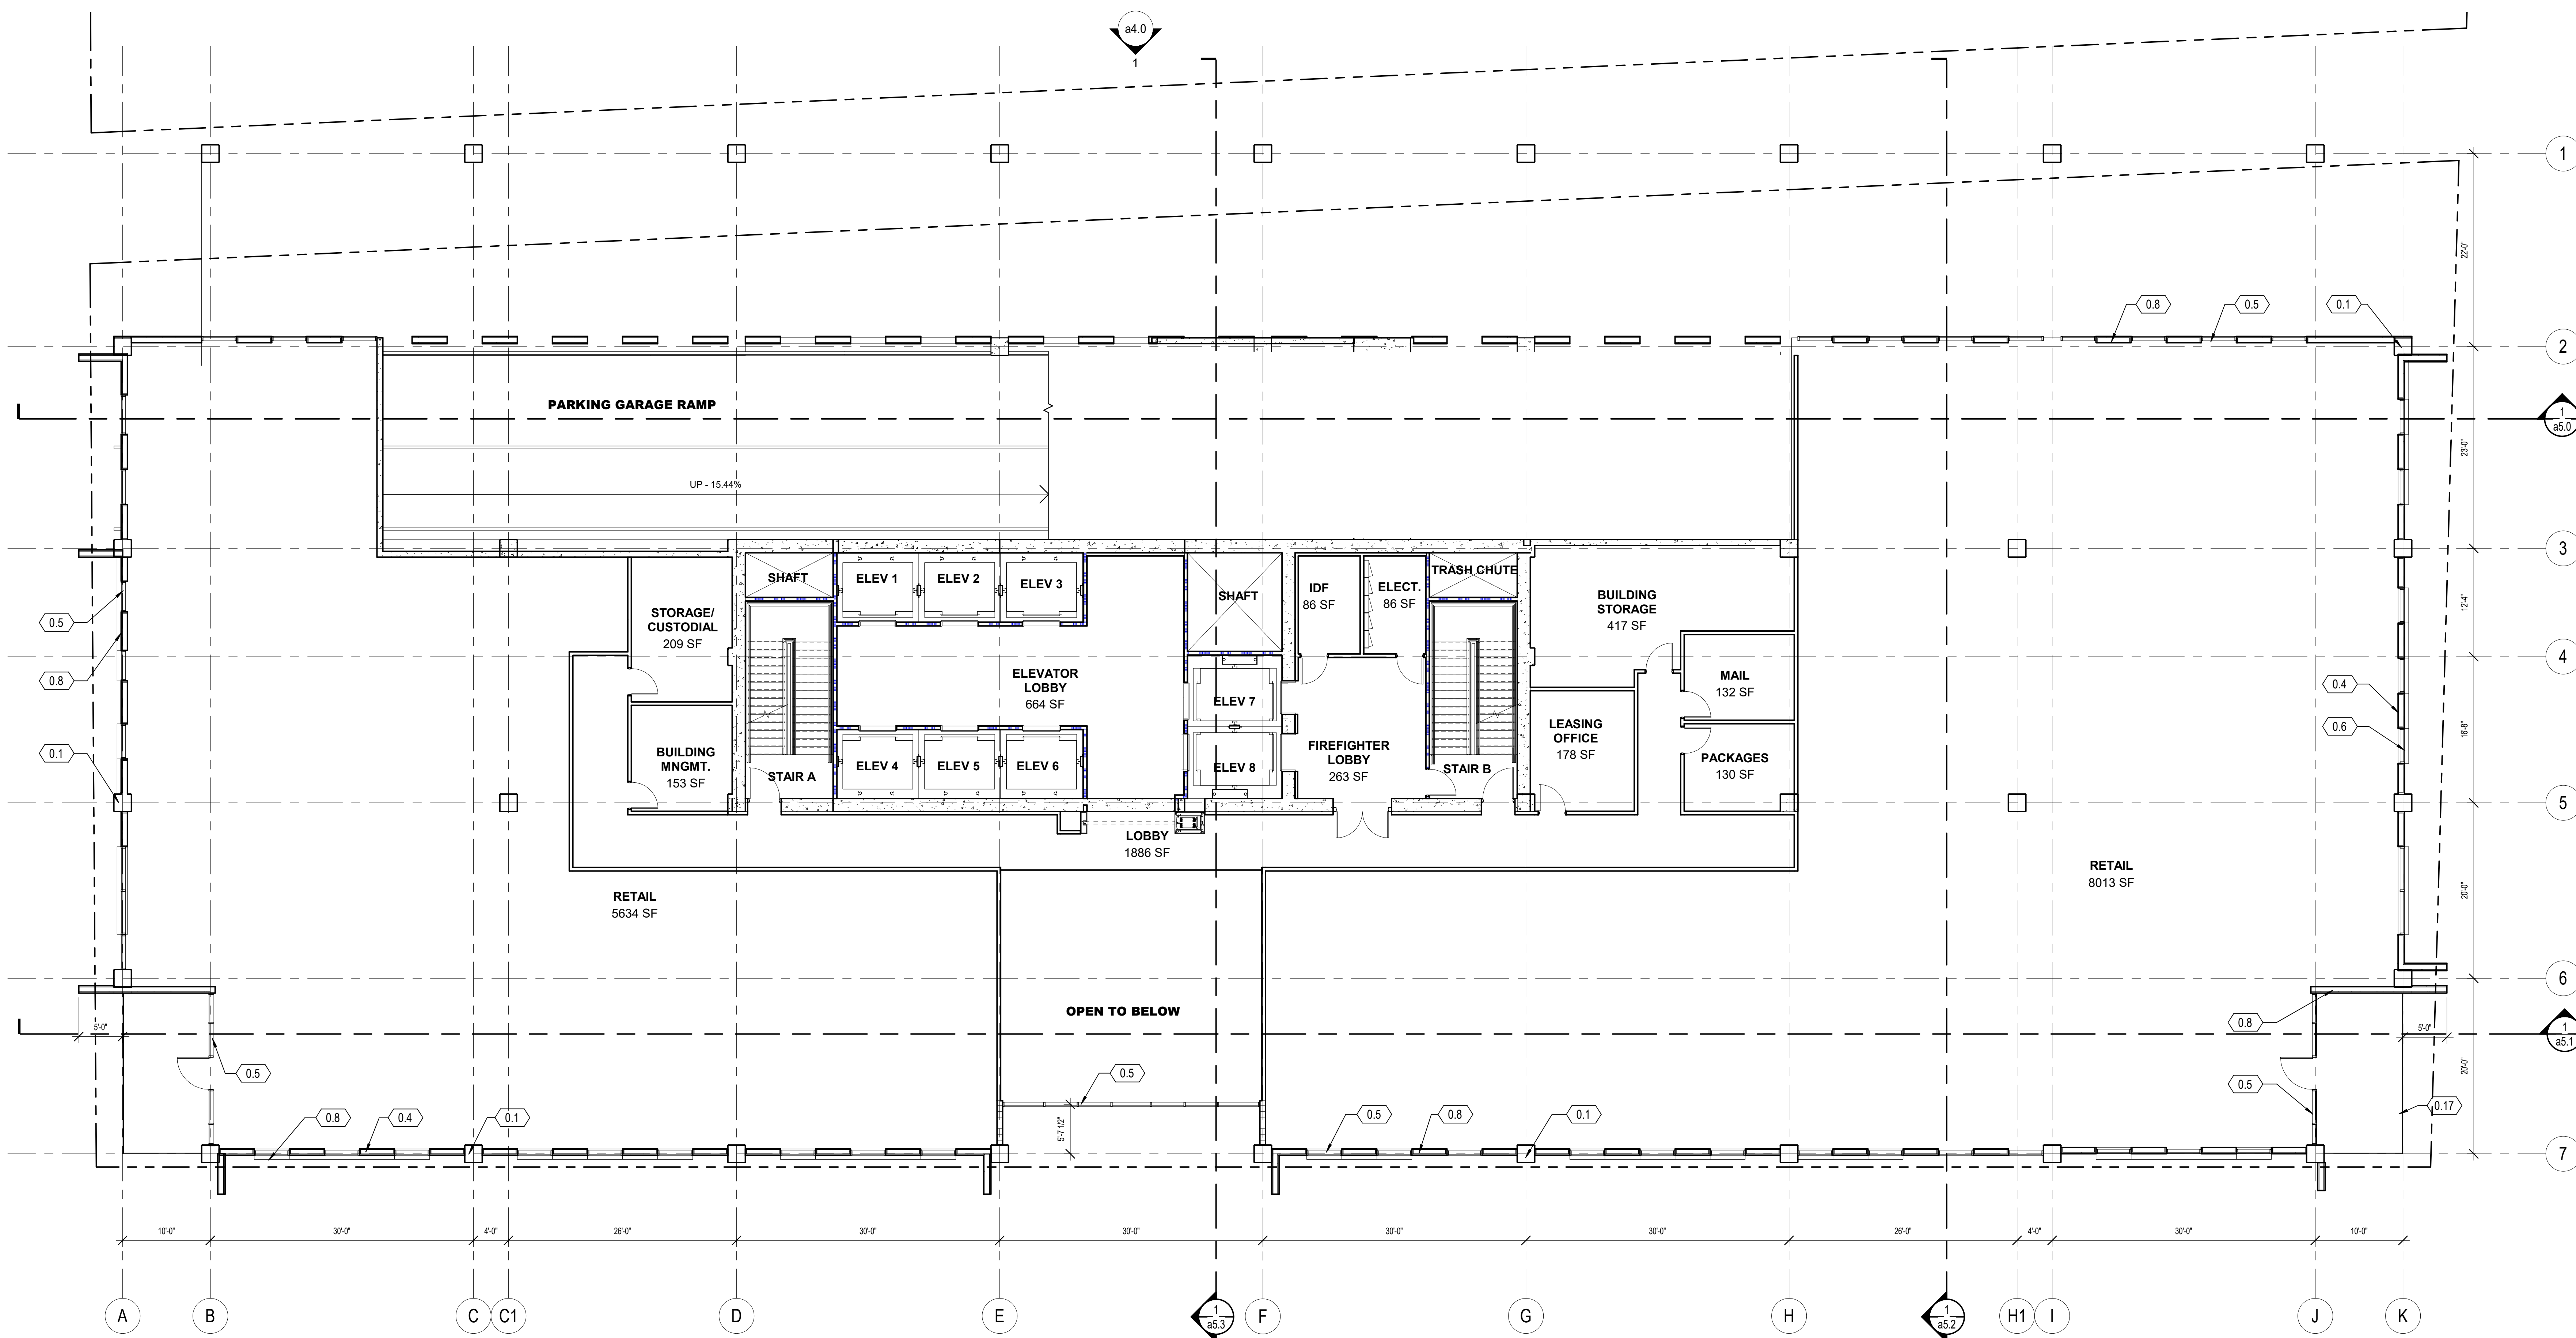 a4.0
1
1
22'-0"
0.8
0.5
0.1
2
PARKING GARAGE RAMP
1
a5.0
23'-0"
UP - 15.44%
3
SHAFT
ELEV 1
ELEV 2
ELEV 3
SHAFT
IDF
86 SF
ELECT.
86 SF
TRASH CHUTE
STORAGE/
CUSTODIAL
209 SF
BUILDING
STORAGE
417 SF
12'-4"
0.5
4
0.8
ELEVATOR
LOBBY
664 SF
ELEV 7
MAIL
132 SF
0.4
LEASING
OFFICE
178 SF
16'-8"
0.6
0.1
BUILDING
MNGMT.
153 SF
STAIR A
ELEV 4
ELEV 5
ELEV 6
ELEV 8
FIREFIGHTER
LOBBY
263 SF
STAIR B
PACKAGES
130 SF
5
LOBBY
1886 SF
RETAIL
8013 SF
RETAIL
5634 SF
20'-0"
6
OPEN TO BELOW
5'-0"
0.8
5'-0"
1
a5.1
20'-0"
0.5
0.5
0.5
0.17
0.8
0.4
0.1
5'-7 1/2"
0.5
0.8
0.1
7
10'-0"
30'-0"
4'-0"
26'-0"
30'-0"
30'-0"
30'-0"
30'-0"
26'-0"
4'-0"
30'-0"
10'-0"
A
B
C
C1
D
E
1
a5.3
F
G
H
1
a5.2
H1
I
J
K